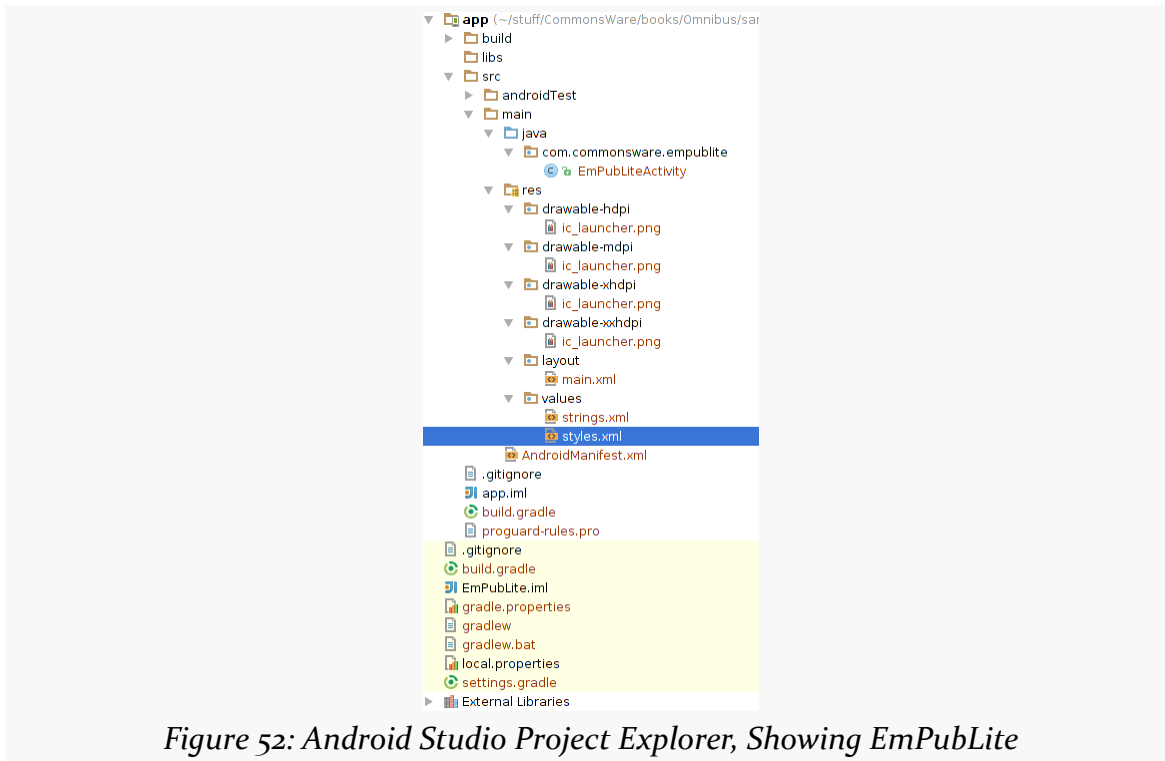 app (~/stuff/CommonsWare/books/Omnibus/sa
build
libs
src
androidTest
main
java
com.commonsware.empublite
C EmPubLiteActivity
res
drawable-hdpi
ic_launcher.png
drawable-mdpi
ic_launcher.png
drawable-xhdpi
ic_launcher.png
drawable-xxhdpi
ic_launcher.png
layout
main.xml
values
strings.xml
styles.xml
AndroidManifest.xml
.gitignore
app.iml
build.gradle
proguard-rules.pro
.gitignore
build.gradle
EmPubLite.iml
gradle.properties
gradlew
gradlew.bat
local.properties
settings.gradle
External Libraries
Figure 52: Android Studio Project Explorer, Showing EmPubLite